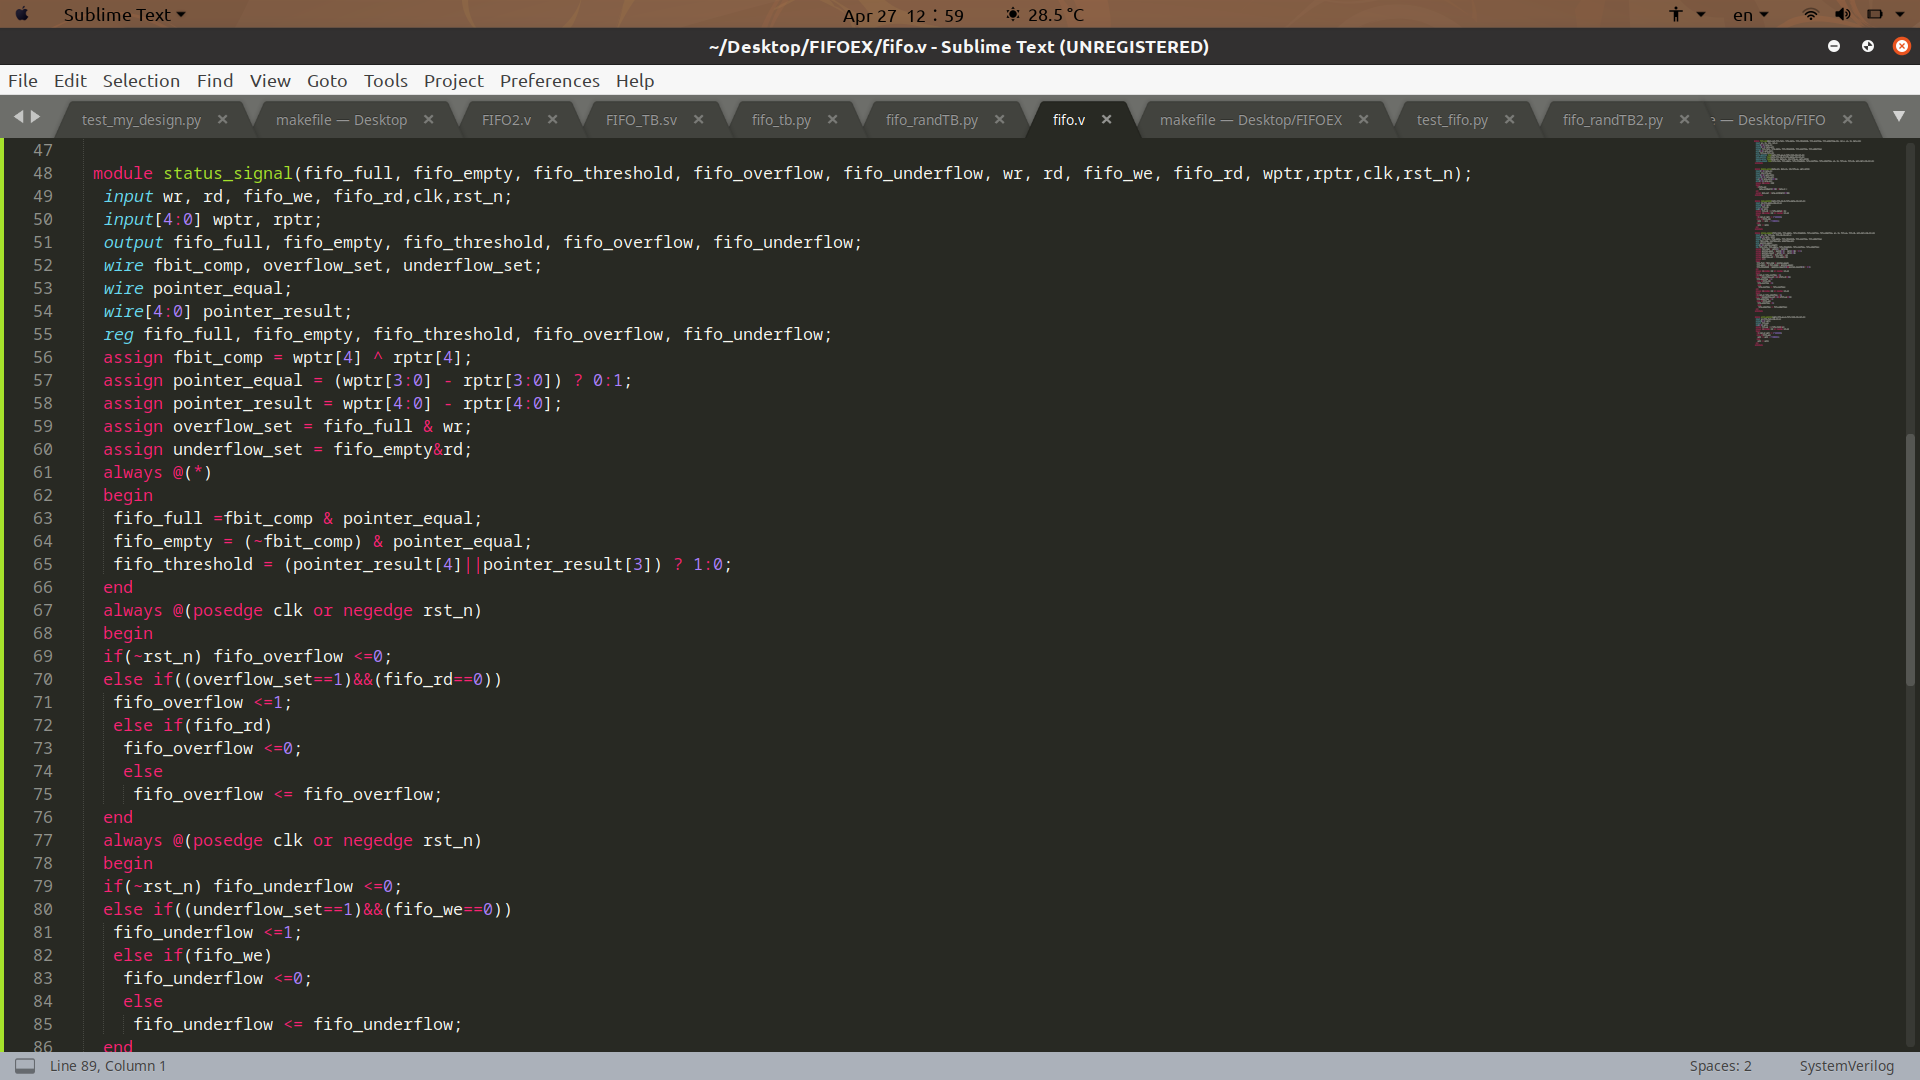 Sublime Text
Apr 27 12 : 59
28.5 °C
en
~/Desktop/FIFOEX/fifo.v - Sublime Text (UNREGISTERED)
File Edit Selection Find View Goto Tools Project Preferences Help
test_my_design.py makefile — Desktop FIFO2.v FIFO_TB.sv fifo_tb.py fifo_randTB.py fifo.v makefile — Desktop/FIFOEX test_fifo.py fifo_randTB2.py — Desktop/FIFO
47
48 module status_signal(fifo_full, fifo_empty, fifo_threshold, fifo_overflow, fifo_underflow, wr, rd, fifo_we, fifo_rd, wptr,rptr,clk,rst_n);
49 input wr, rd, fifo_we, fifo_rd,clk,rst_n;
50 input[4:0] wptr, rptr;
51 output fifo_full, fifo_empty, fifo_threshold, fifo_overflow, fifo_underflow;
52 wire fbit_comp, overflow_set, underflow_set;
53 wire pointer_equal;
54 wire[4:0] pointer_result;
55 reg fifo_full, fifo_empty, fifo_threshold, fifo_overflow, fifo_underflow;
56 assign fbit_comp = wptr[4] ^ rptr[4];
57 assign pointer_equal = (wptr[3:0] - rptr[3:0]) ? 0:1;
58 assign pointer_result = wptr[4:0] - rptr[4:0];
59 assign overflow_set = fifo_full & wr;
60 assign underflow_set = fifo_empty&rd;
61 always @(*)
62 begin
63 fifo_full =fbit_comp & pointer_equal;
64 fifo_empty = (~fbit_comp) & pointer_equal;
65 fifo_threshold = (pointer_result[4]||pointer_result[3]) ? 1:0;
66 end
67 always @(posedge clk or negedge rst_n)
68 begin
69 if(~rst_n) fifo_overflow <=0;
70 else if((overflow_set==1)&&(fifo_rd==0))
71 fifo_overflow <=1;
72 else if(fifo_rd)
73 fifo_overflow <=0;
74 else
75 fifo_overflow <= fifo_overflow;
76 end
77 always @(posedge clk or negedge rst_n)
78 begin
79 if(~rst_n) fifo_underflow <=0;
80 else if((underflow_set==1)&&(fifo_we==0))
81 fifo_underflow <=1;
82 else if(fifo_we)
83 fifo_underflow <=0;
84 else
85 fifo_underflow <= fifo_underflow;
86 end
Line 89, Column 1
Spaces: 2
SystemVerilog